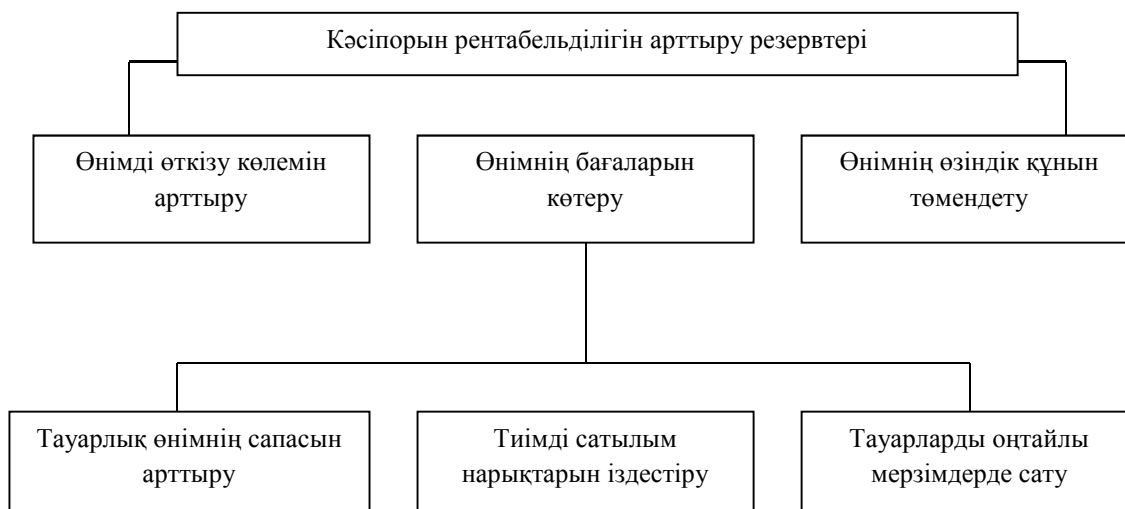 Кәсіпорын рентабельділігін арттыру резервтері
Өнімді өткізу көлемін
арттыру
Өнімнің бағаларын
көтеру
Өнімнің өзіндік құнын
төмендету
Тауарлық өнімнің сапасын
арттыру
Тиімді сатылым
нарықтарын іздестіру
Тауарларды оңтайлы
мерзімдерде сату